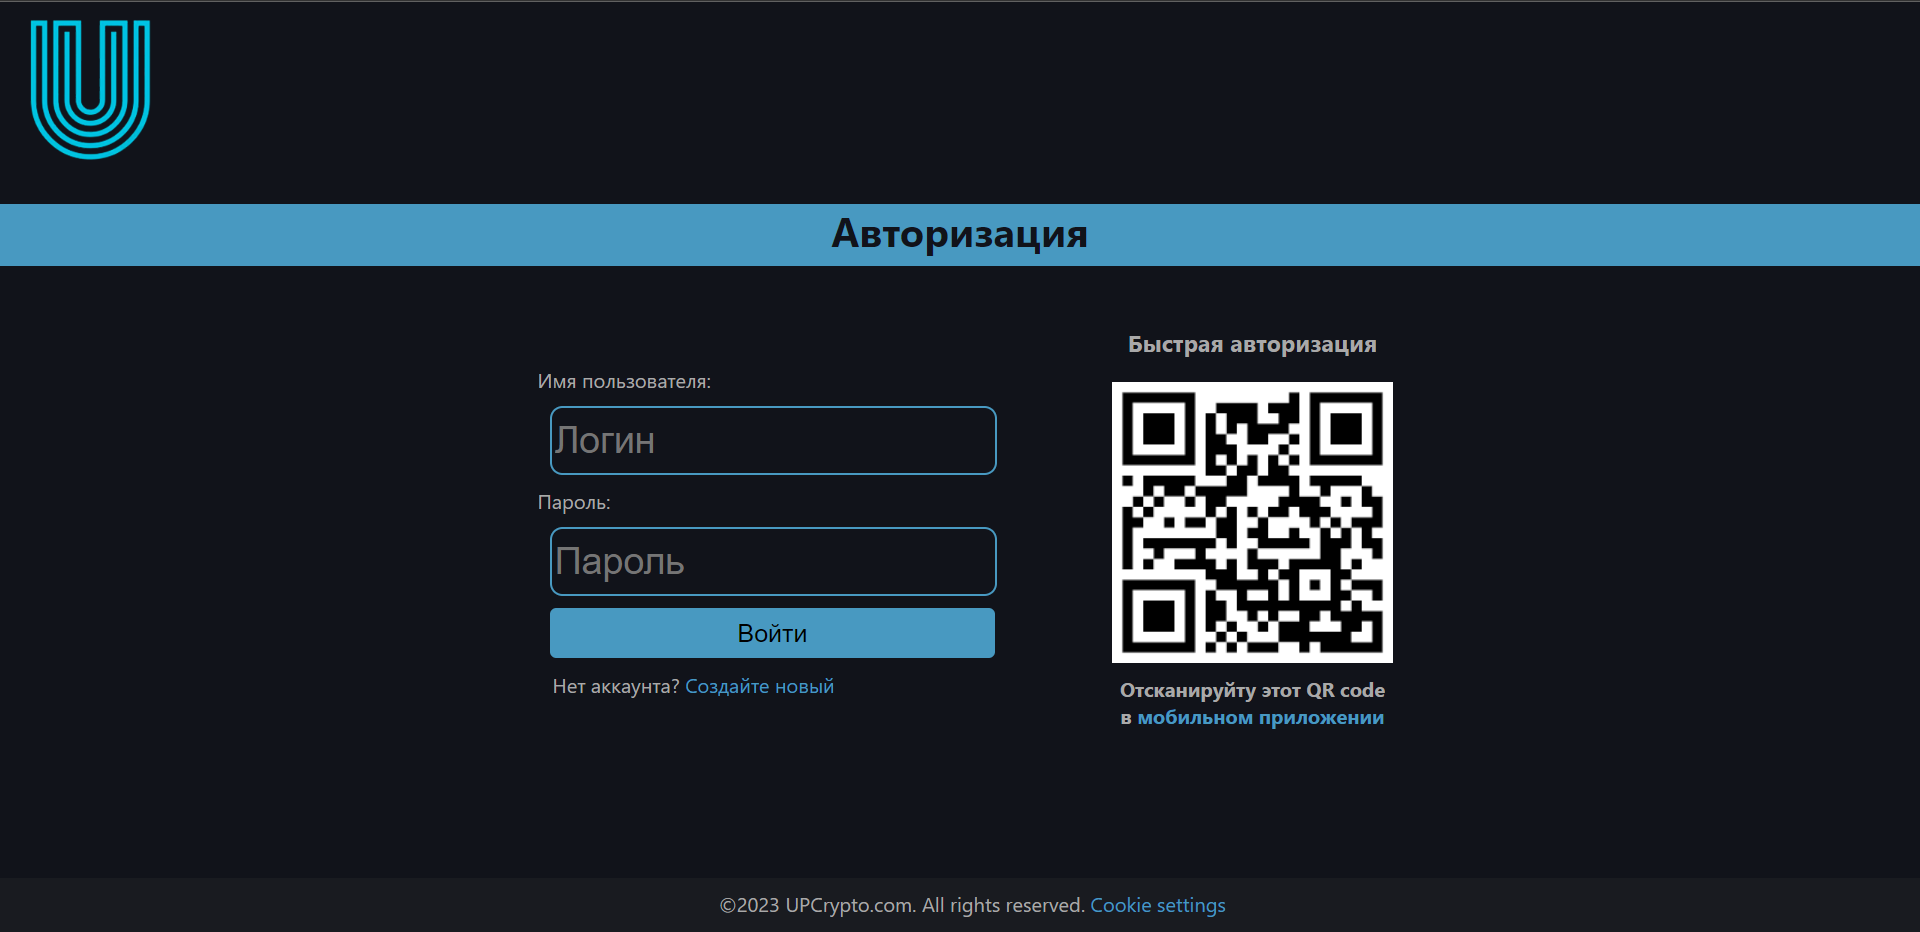 Авторизация
Имя пользователя:
Логин
Пароль:
Пароль
Войти
Нет аккаунта? Создайте новый
Быстрая авторизация
Отсканируйту этот QR code
в мобильном приложении
©2023 UPCrypto.com. All rights reserved. Cookie settings